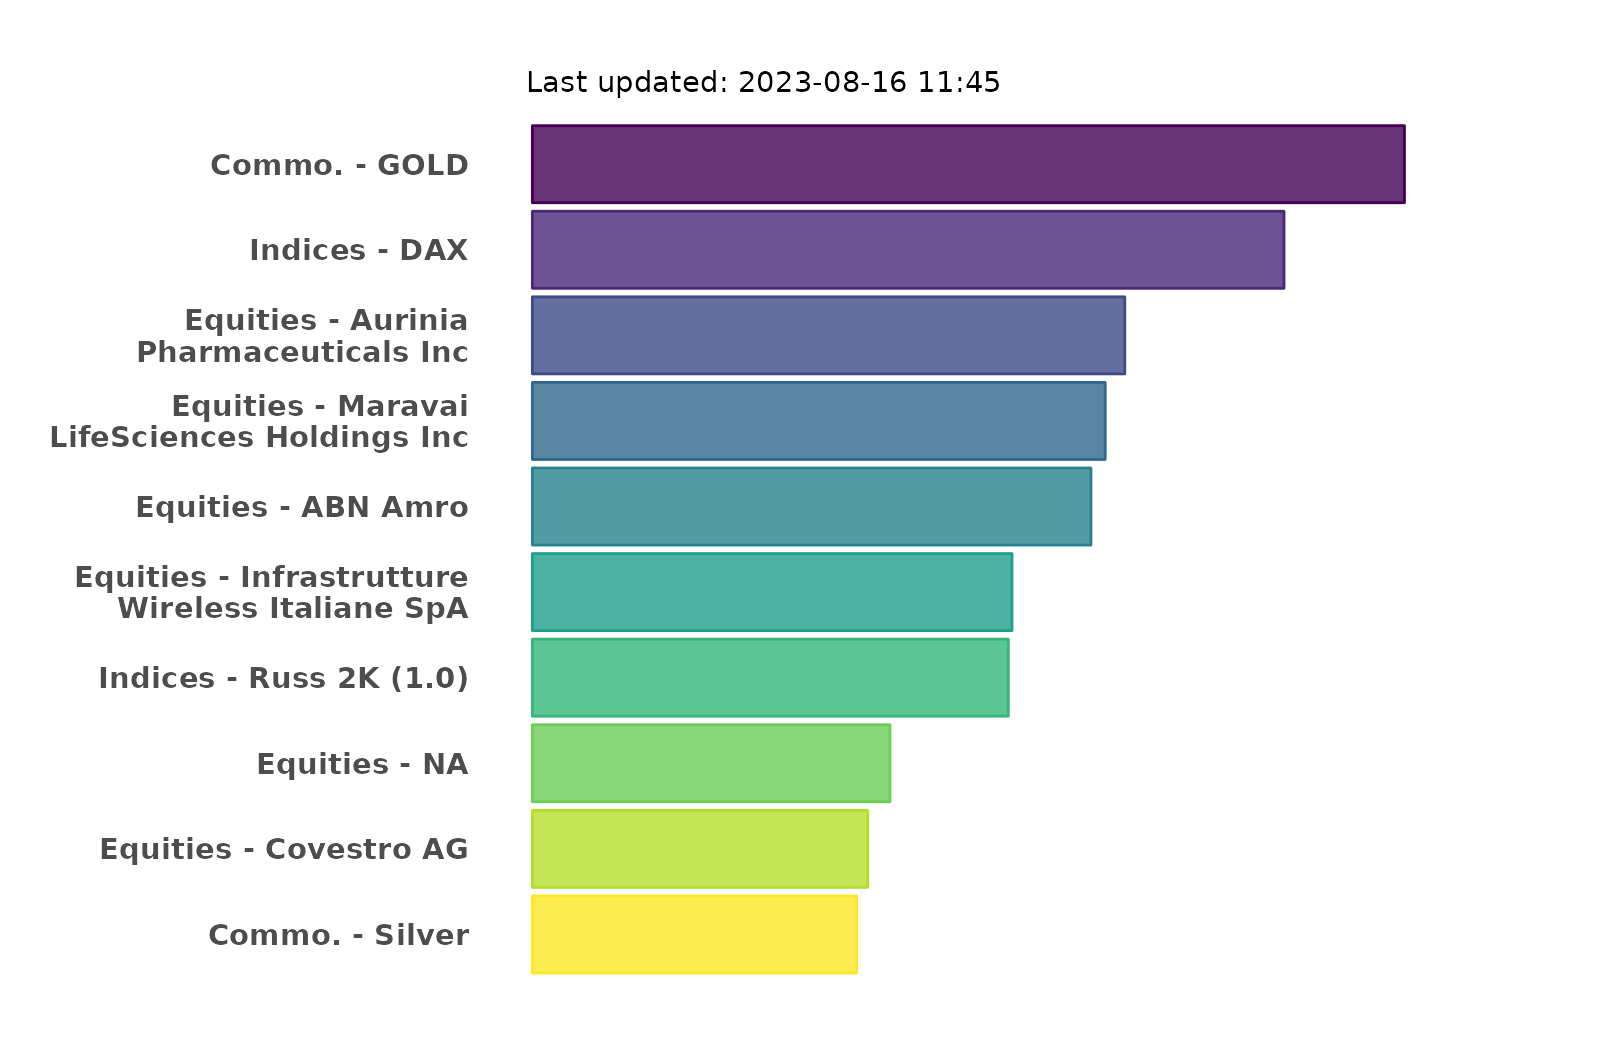 Last updated: 2023-08-16 11:45
Commo. - GOLD
Indices - DAX
Equities - Aurinia
Pharmaceuticals Inc
Equities - Maravai
LifeSciences Holdings Inc
Equities - ABN Amro
Equities - Infrastrutture
Wireless Italiane SpA
Indices - Russ 2K (1.0)
Equities - NA
Equities - Covestro AG
Commo. - Silver